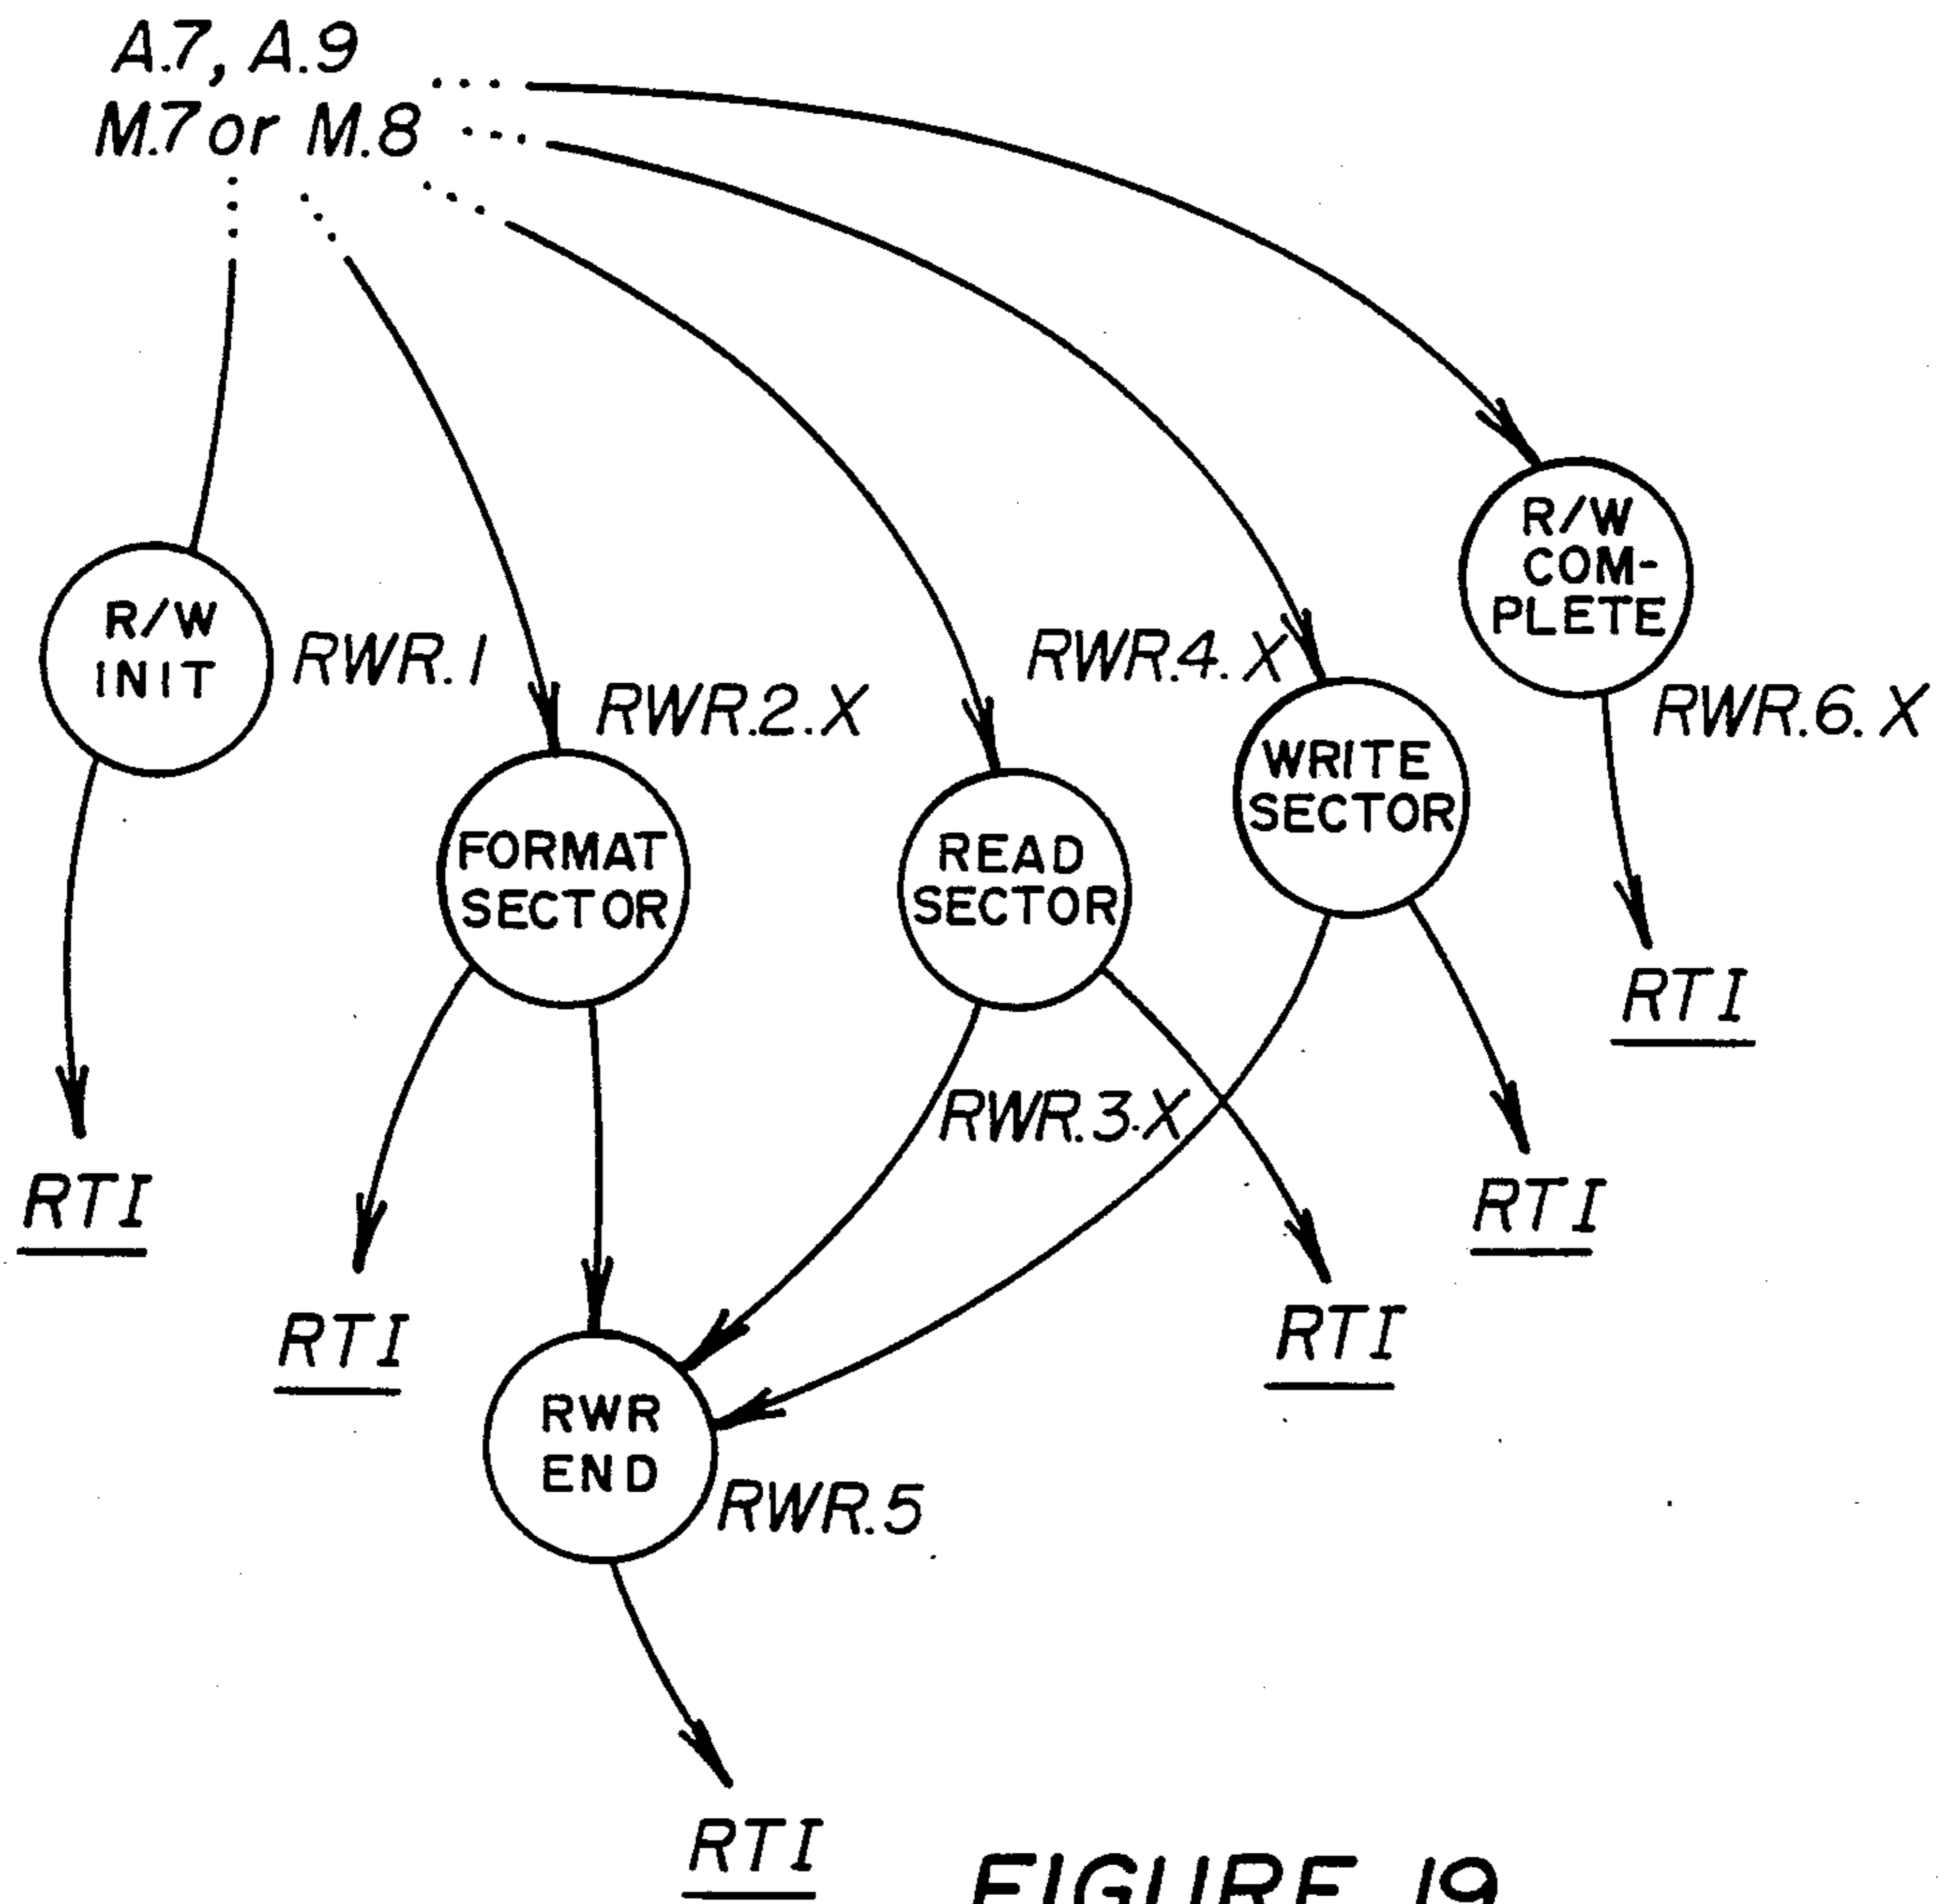 A.7, A.9
M.7 or M.8
R/W
COM-
PLETE
R/W
INIT
RWR.1
RWR.2.X
RWR.4.X
RWR.6.X
WRITE
SECTOR
FORMAT
SECTOR
READ
SECTOR
RTI
RWR.3.X
RTI
RTI
RTI
RTI
RWR
END
RWR.5
RTI
FIGURE 19